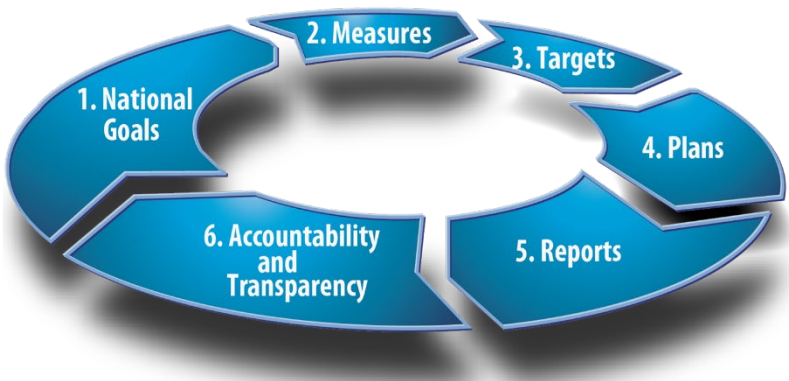 1. National
Goals
2. Measures
3. Targets
4. Plans
5. Reports
6. Accountability
and
Transparency